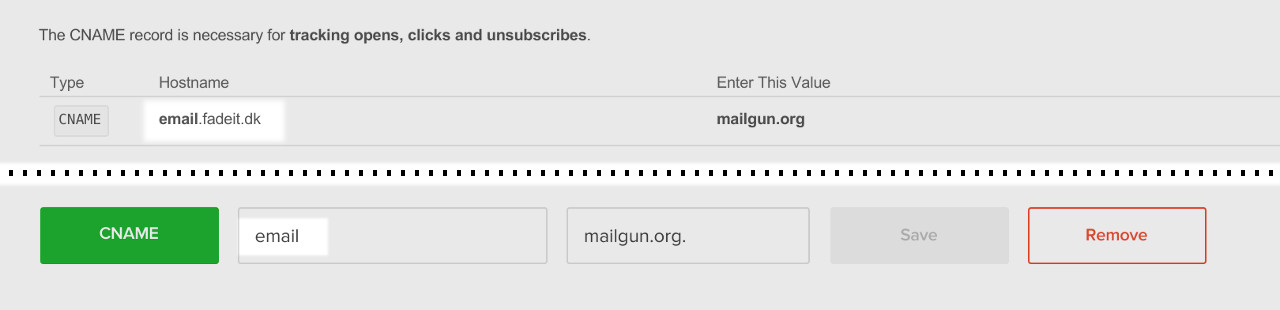 The CNAME record is necessary for tracking opens, clicks and unsubscribes.
Type Hostname Enter This Value
CNAME email.fadeit.dk mailgun.org
CNAME email mailgun.org. Save Remove